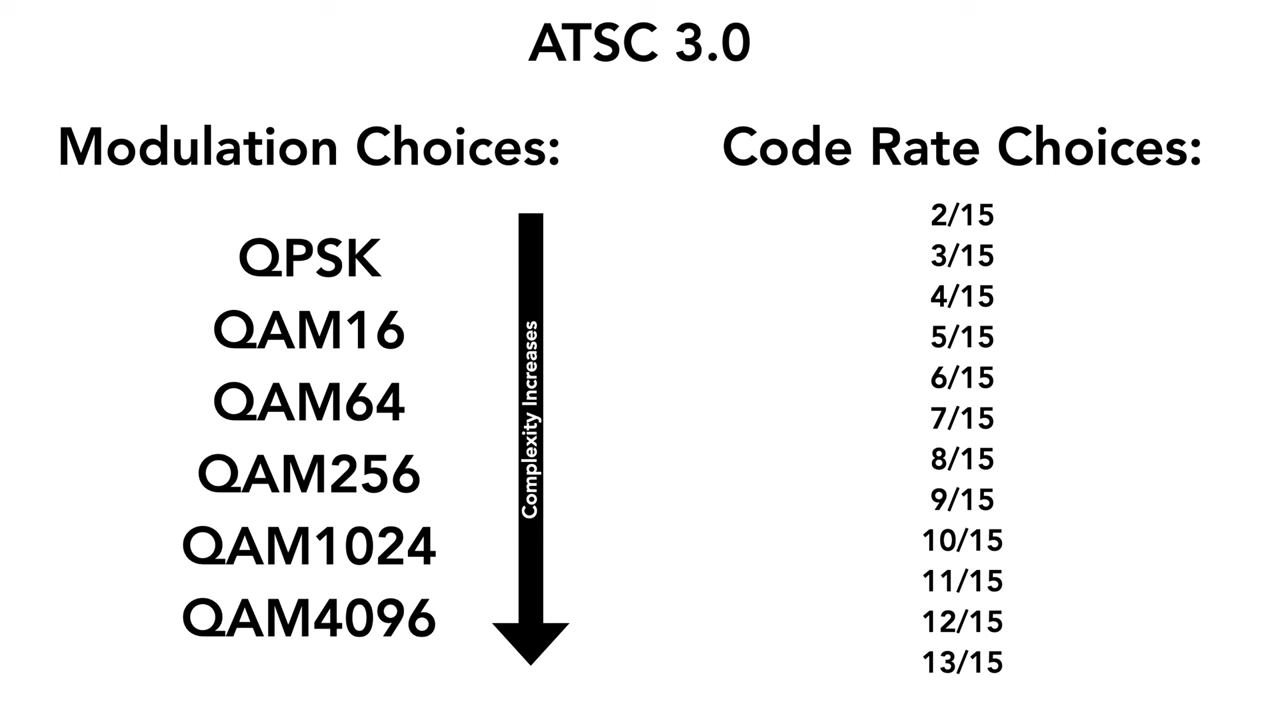 ATSC 3.0
Modulation Choices:
QPSK
QAM16
QAM64
QAM256
QAM1024
QAM4096
Complexity Increases
Code Rate Choices:
2/15
3/15
4/15
5/15
6/15
7/15
8/15
9/15
10/15
11/15
12/15
13/15